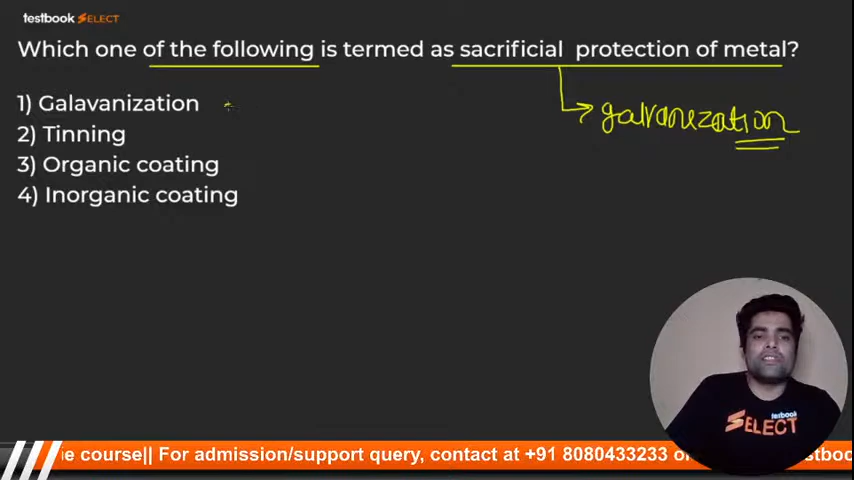 testbook SELECT
Which one of the following is termed as sacrificial protection of metal?
1) Galavanization
galvanization
2) Tinning
3) Organic coating
4) Inorganic coating
testbook
SELECT
e course|| For admission/support query, contact at +91 8080433233 o